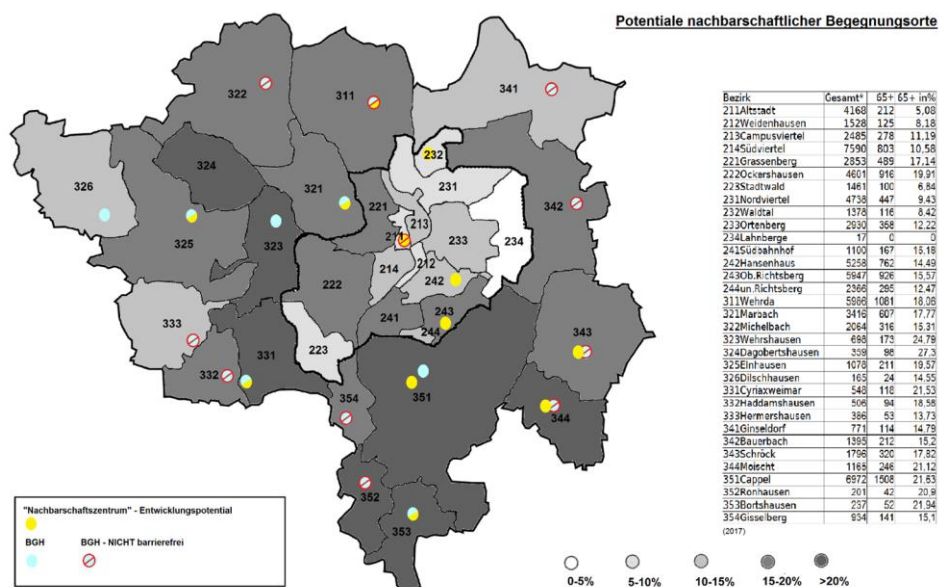 Potentiale nachbarschaftlicher Begegnungsorte
322
311
341
324
232
326
321
231
342
221
325
213
323
211
233
234
212
214
222
242
333
241
243
343
244
331
223
332
351
354
344
352
353
Bezirk Gesamt* 65+ 65+ in%
211Altstadt 4168 212 5,08
212Weidenhausen 1528 125 8,18
213Campusviertel 2485 278 11,14
214Südviertel 7590 803 10,58
221Grassenberg 2853 489 17,14
222Ockershausen 4601 916 19,91
223Stadtwald 1461 100 6,84
231Nordviertel 4738 447 9,43
232Waldtal 1378 116 8,42
233Ortenberg 2930 358 12,22
234Lahnberge 17 0 0
241Südbahnhof 1100 167 15,18
242Hansenhaus 5258 762 14,49
243Ob.Richtsberg 5947 926 15,57
244un.Richtsberg 2366 295 12,47
311Wehrda 5986 1081 18,06
321Marbach 3416 607 17,77
322Michelbach 2064 316 15,31
323Wehrshausen 698 173 24,79
324Dagobertshausen 359 98 27,3
325Elnhausen 1078 211 19,57
326Dilschhausen 165 24 14,55
331Cyriaxweimar 548 118 21,53
332Haddamshausen 506 94 18,58
333Hermershausen 386 53 13,73
341Ginseldorf 771 114 14,79
342Bauerbach 1395 212 15,2
343Schröck 1796 320 17,82
344Moischt 1165 246 21,12
351Cappel 6972 1508 21,63
352Ronhausen 201 42 20,9
353Bortshausen 237 52 21,94
354Gisselberg 934 141 15,1
(2017)
"Nachbarschaftszentrum" - Entwicklungspotential
BGH BGH - NICHT barrierefrei
0-5% 5-10% 10-15% 15-20% >20%